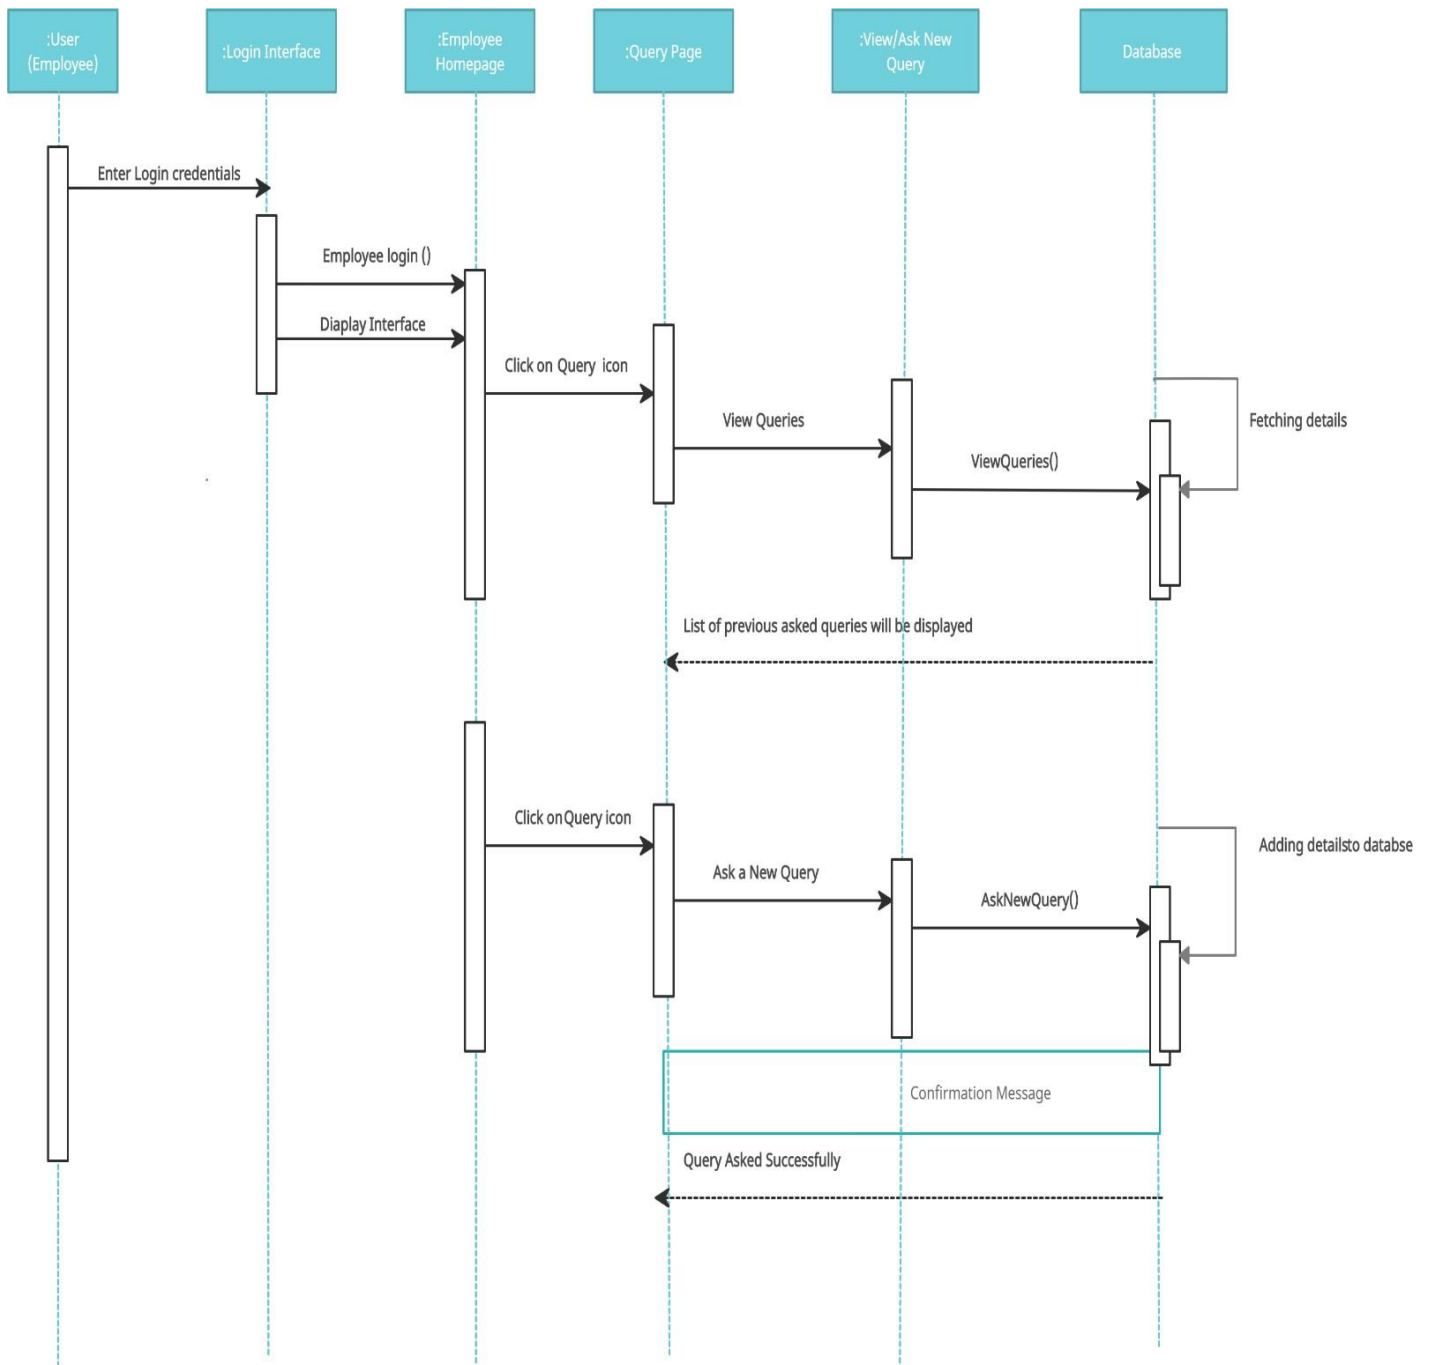 :User
(Employee)
:Login Interface
:Employee
Homepage
:Query Page
:View/Ask New
Query
Database
Enter Login credentials
Employee login ()
Diaplay Interface
Click on Query icon
View Queries
ViewQueries()
Fetching details
List of previous asked queries will be displayed
Click onQuery icon
Ask a New Query
AskNewQuery()
Adding detailsto databse
Confirmation Message
Query Asked Successfully